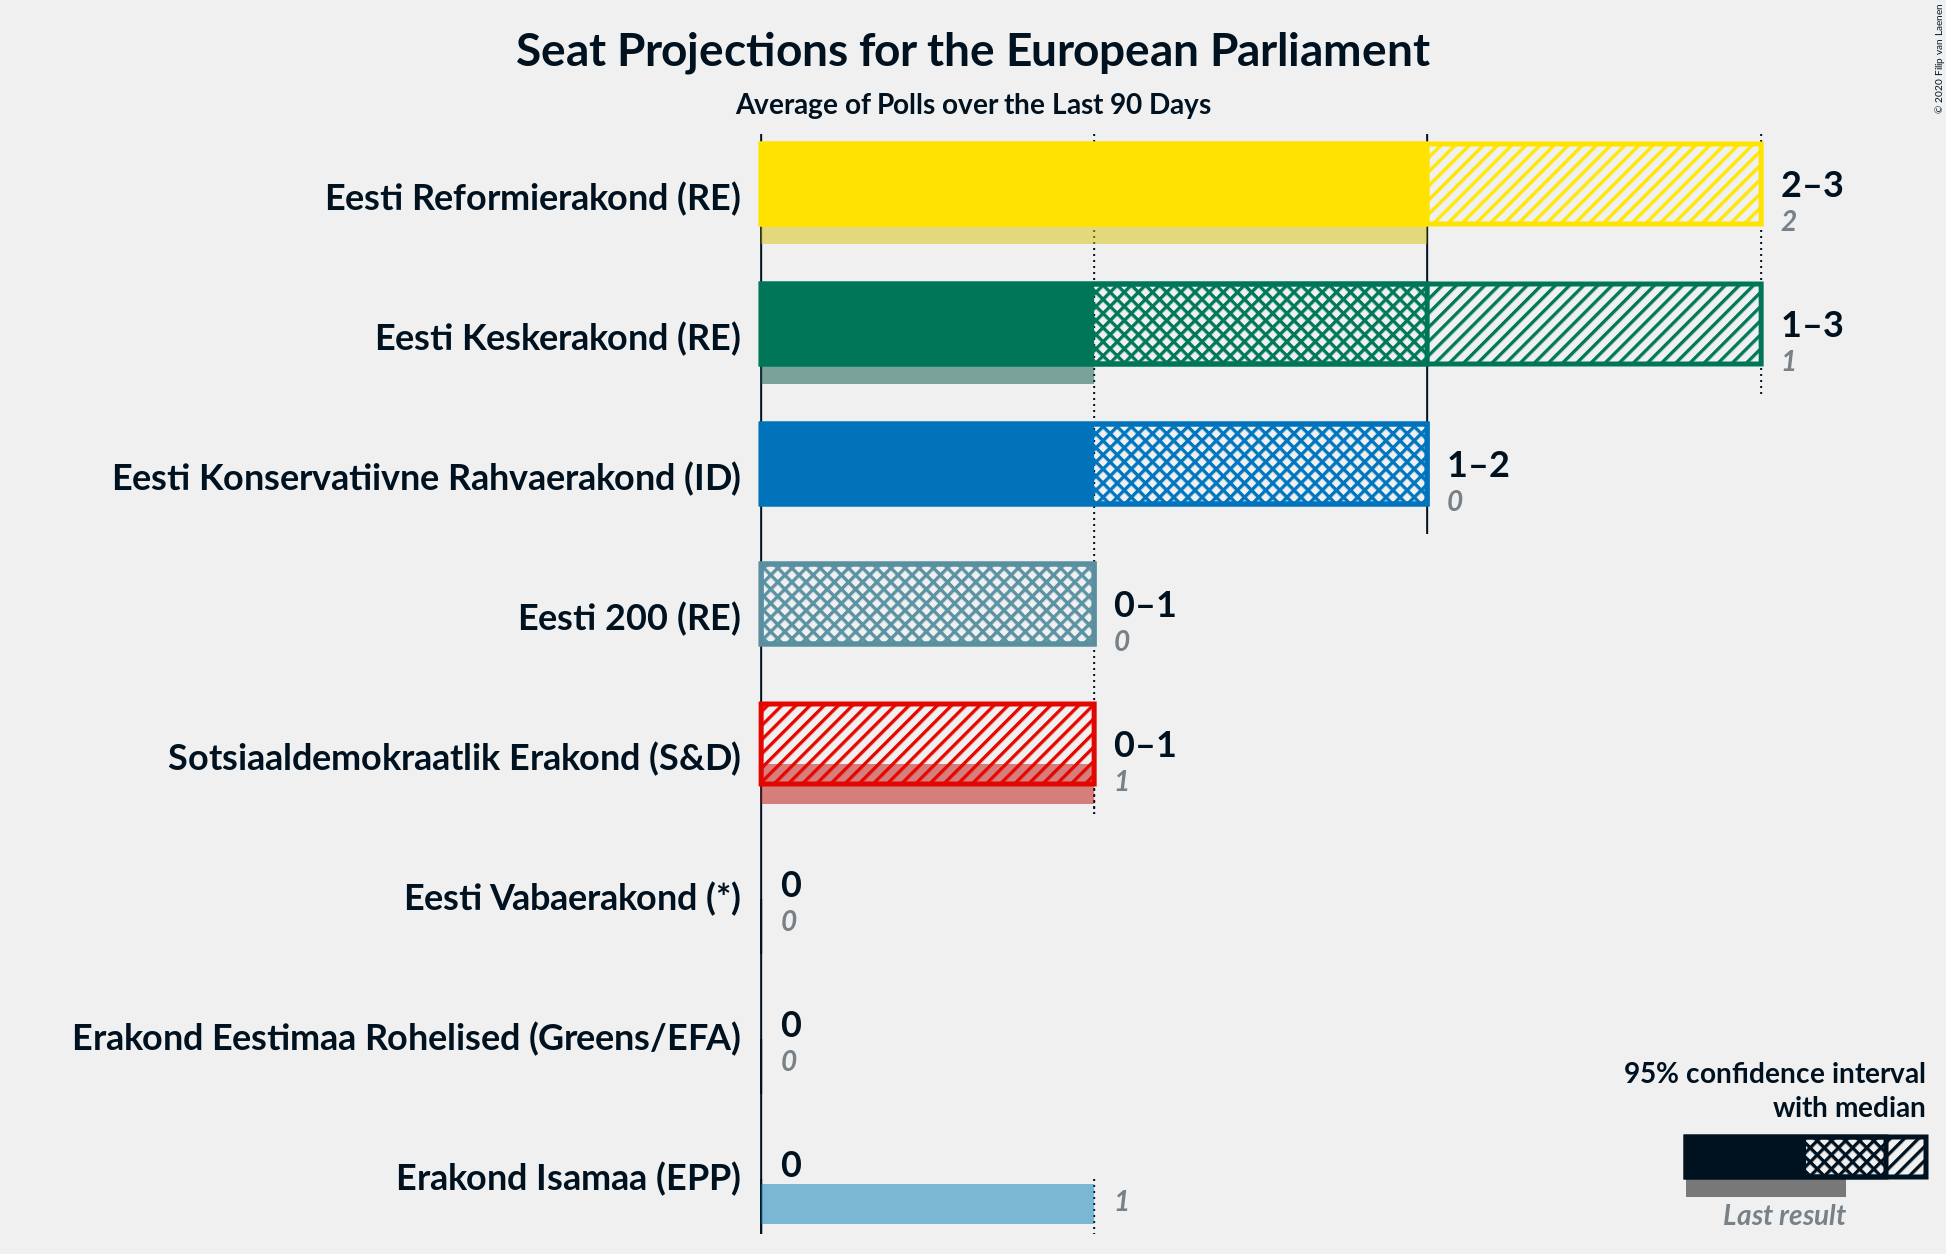 Seat Projections for the European Parliament
Average of Polls over the Last 90 Days
© 2020 Filip van Laenen
Eesti Reformierakond (RE)
2–3
2
Eesti Keskerakond (RE)
1–3
1
Eesti Konservatiivne Rahvaerakond (ID)
1–2
0
Eesti 200 (RE)
0–1
0
Sotsiaaldemokraatlik Erakond (S&D)
0–1
1
Eesti Vabaerakond (*)
0
0
Erakond Eestimaa Rohelised (Greens/EFA)
0
0
Erakond Isamaa (EPP)
0
1
95% confidence interval
with median
Last result